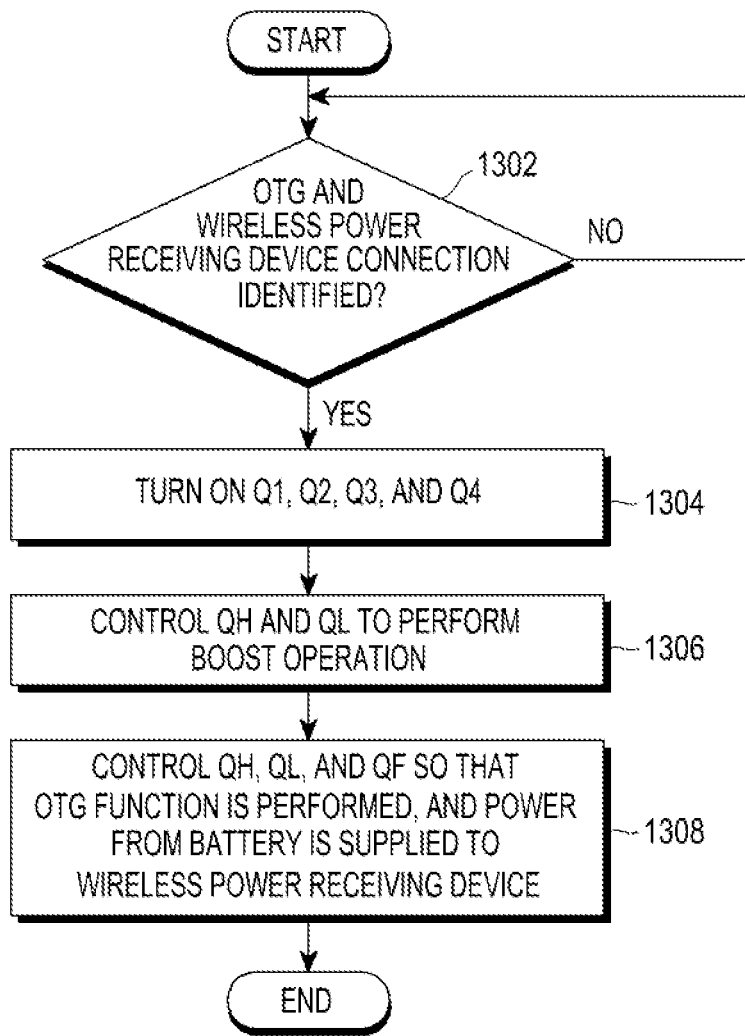 START
1302
OTG AND
WIRELESS POWER
RECEIVING DEVICE CONNECTION
IDENTIFIED?
NO
YES
TURN ON Q1, Q2, Q3, AND Q4
1304
CONTROL QH AND QL TO PERFORM
BOOST OPERATION
1306
CONTROL QH, QL, AND QF SO THAT
OTG FUNCTION IS PERFORMED, AND POWER
FROM BATTERY IS SUPPLIED TO
WIRELESS POWER RECEIVING DEVICE
1308
END